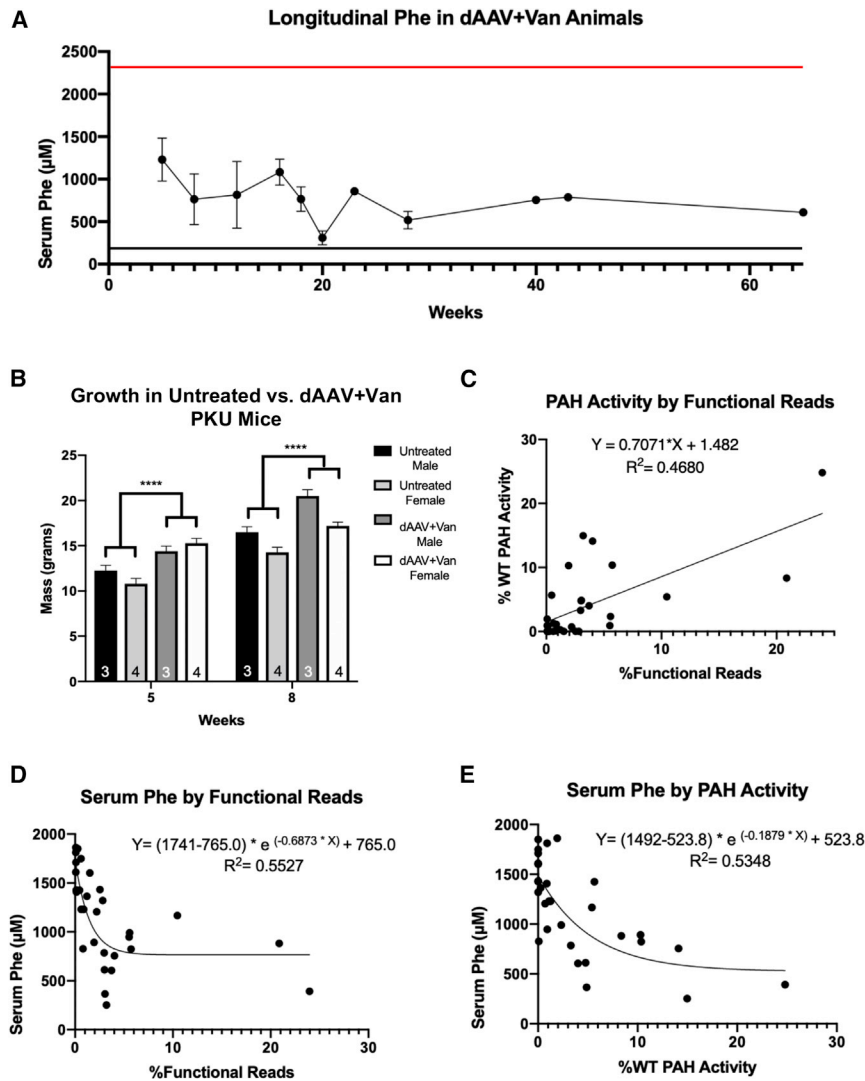 A
Longitudinal Phe in dAAV+Van Animals
2500
2000
1500
1000
500
0
Serum Phe (µM)
0
20
40
60
Weeks
B
Growth in Untreated vs. dAAV+Van
PKU Mice
25
20
15
10
5
0
Mass (grams)
****
****
3
4
3
4
3
4
3
4
5
8
Weeks
Untreated
Male
Untreated
Female
dAAV+Van
Male
dAAV+Van
Female
C
PAH Activity by Functional Reads
Y = 0.7071*X + 1.482
R²= 0.4680
30
20
10
0
% WT PAH Activity
0
10
20
%Functional Reads
D
Serum Phe by Functional Reads
Y= (1741-765.0) * e (-0.6873 * X) + 765.0
R²= 0.5527
2000
1500
1000
500
0
Serum Phe (µM)
0
10
20
30
%Functional Reads
E
Serum Phe by PAH Activity
Y= (1492-523.8) * e (-0.1879 * X) + 523.8
R²= 0.5348
2000
1500
1000
500
0
Serum Phe (µM)
0
10
20
30
%WT PAH Activity